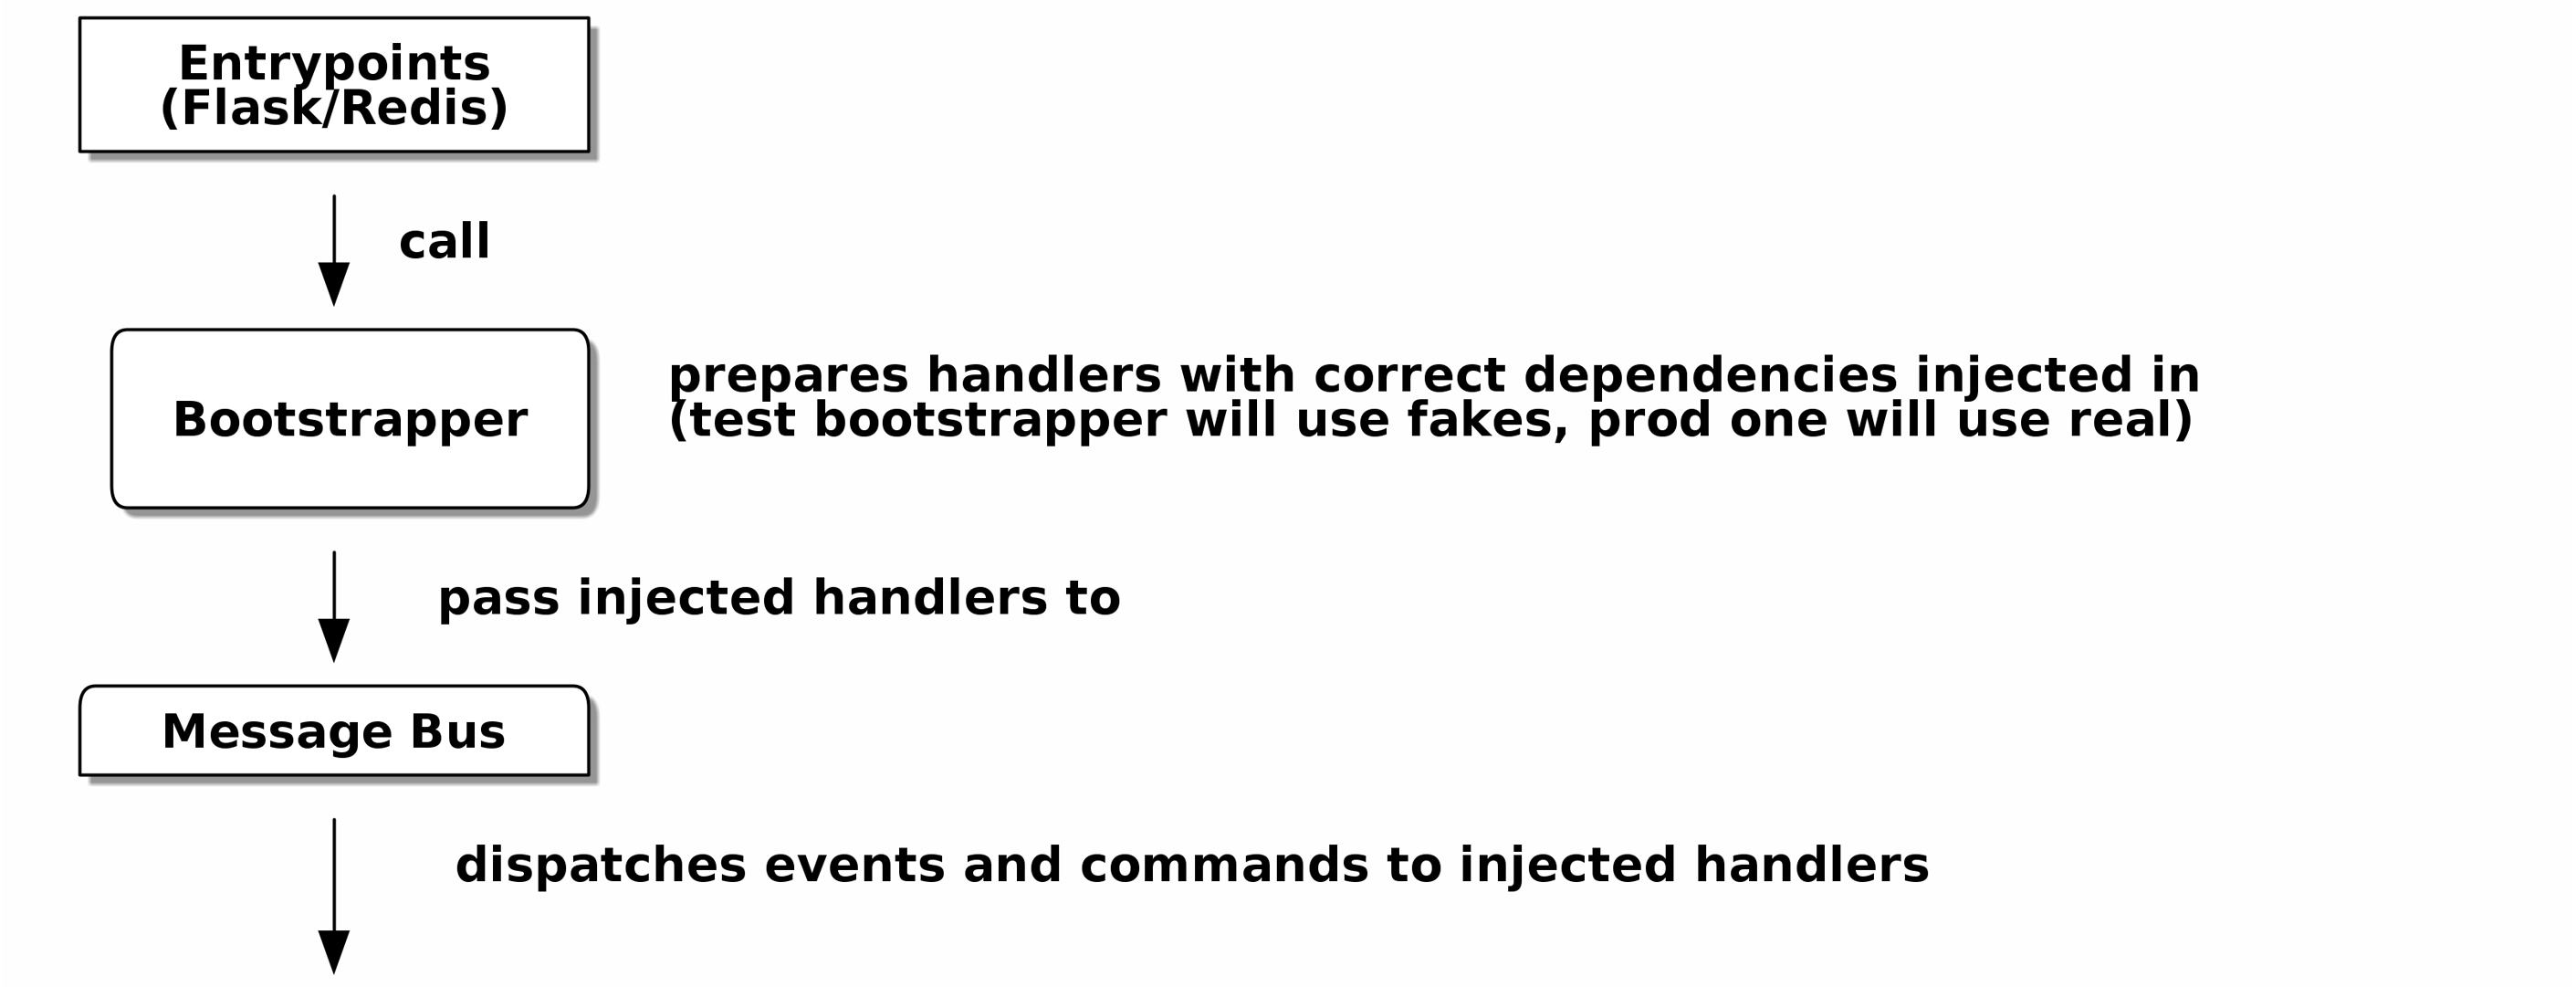 Entrypoints
(Flask/Redis)
call
Bootstrapper
prepares handlers with correct dependencies injected in
(test bootstrapper will use fakes, prod one will use real)
pass injected handlers to
Message Bus
dispatches events and commands to injected handlers